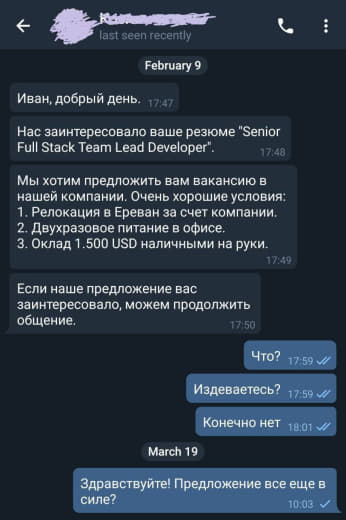 last seen recently
February 9
Иван, добрый день. 17:47
Нас заинтересовало ваше резюме "Senior
Full Stack Team Lead Developer". 17:48
Мы хотим предложить вам вакансию в
нашей компании. Очень хорошие условия:
1. Релокация в Ереван за счет компании.
2. Двухразовое питание в офисе.
3. Оклад 1.500 USD наличными на руки.
17:49
Если наше предложение вас
заинтересовало, можем продолжить
общение. 17:50
Что? 17:59
Издеваетесь? 17:59
Конечно нет 18:01
March 19
Здравствуйте! Предложение все еще в
силе? 10:03